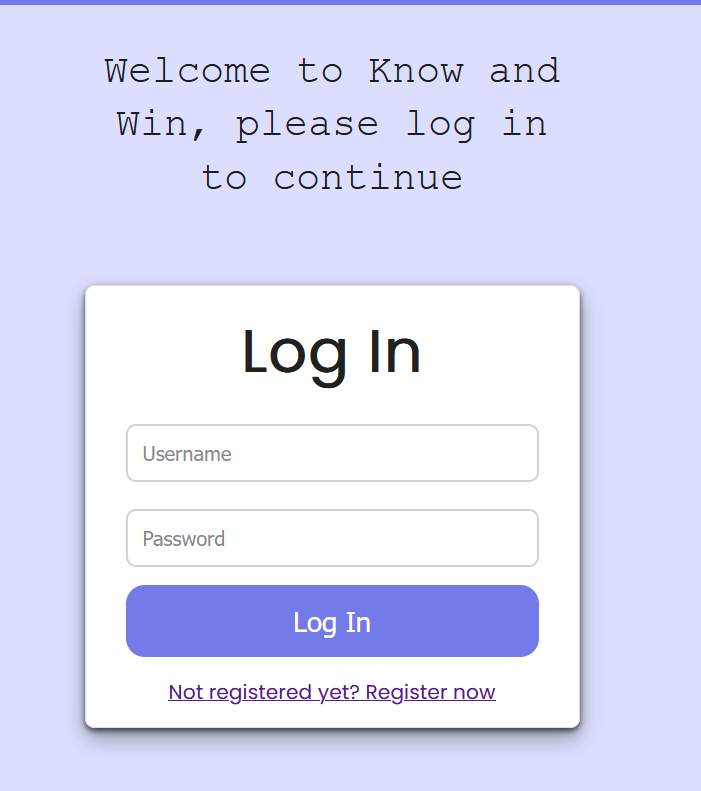 Welcome to Know and
Win, please log in
to continue
Log In
Username
Password
Log In
Not registered yet? Register now